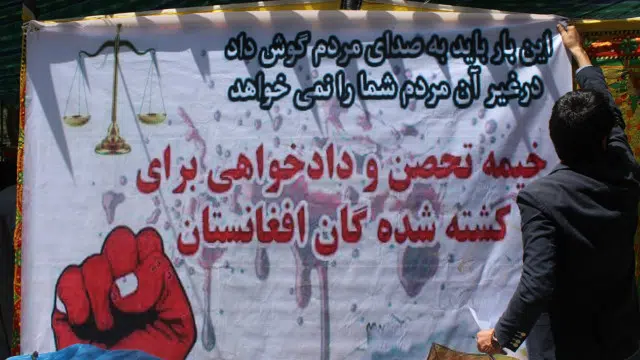 این بار باید به صدای مردم گوش داد
درغیر آن مردم شما را نمی خواهد
خیمه تحصن و دادخواهی برای
کشته شده گان افغانستان